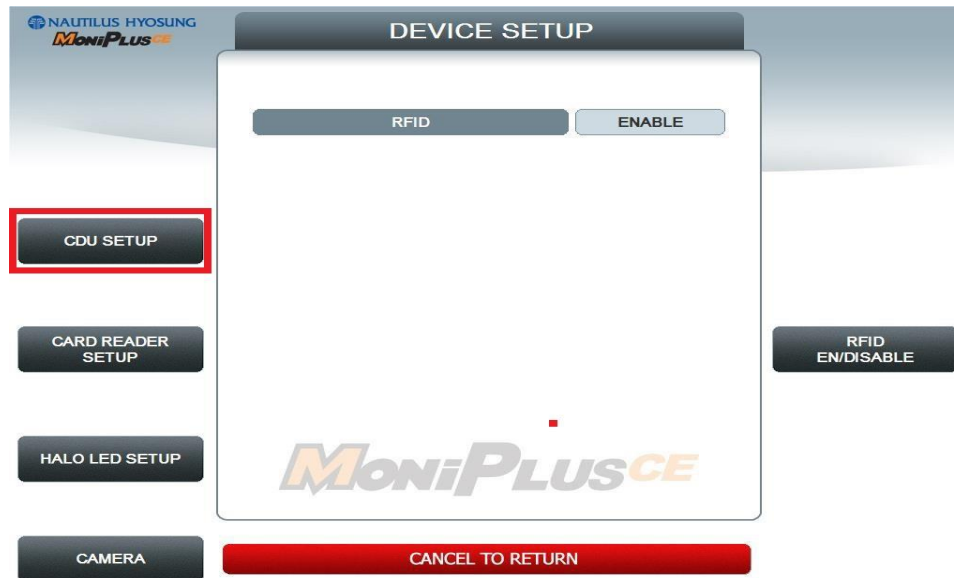 NAUTILUS HYOSUNG
MoniPlusCE
DEVICE SETUP
RFID ENABLE
CDU SETUP
CARD READER
SETUP
RFID
EN/DISABLE
HALO LED SETUP
MoniPlusCE
CAMERA
CANCEL TO RETURN